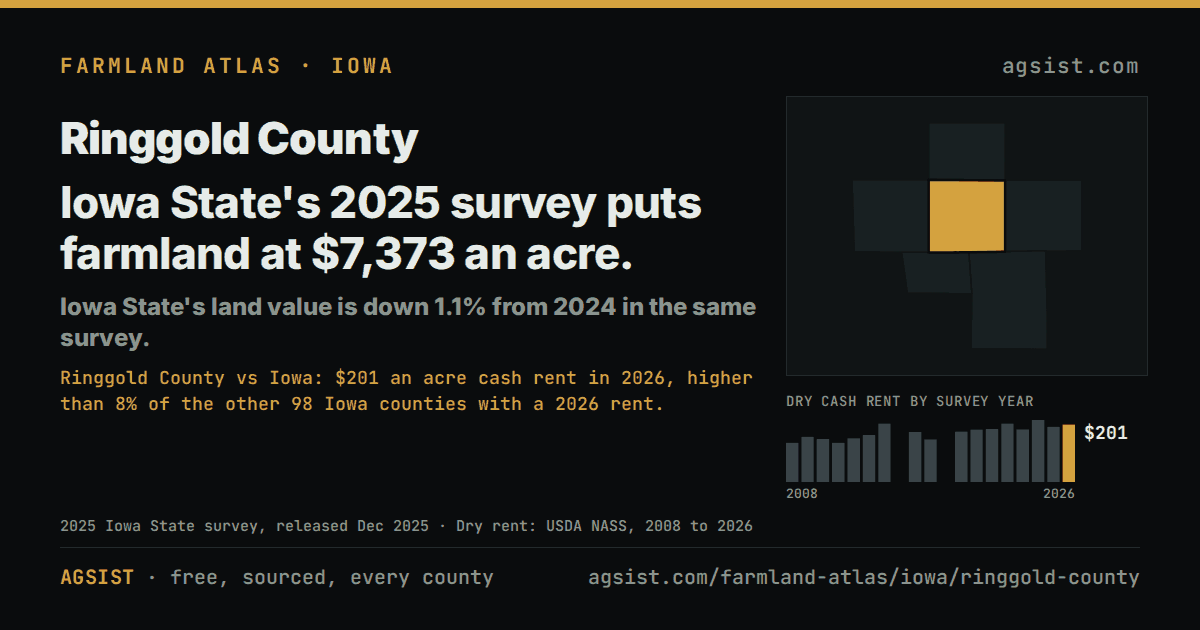 FARMLAND ATLAS · IOWA
agsist.com
Ringgold County
Iowa State's 2025 survey puts
farmland at $7,373 an acre.
Iowa State's land value is down 1.1% from 2024 in the same
survey.
Ringgold County vs Iowa: $201 an acre cash rent in 2026, higher
than 8% of the other 98 Iowa counties with a 2026 rent.
DRY CASH RENT BY SURVEY YEAR
$201
2008
2026
2025 Iowa State survey, released Dec 2025 · Dry rent: USDA NASS, 2008 to 2026
AGSIST · free, sourced, every county
agsist.com/farmland-atlas/iowa/ringgold-county